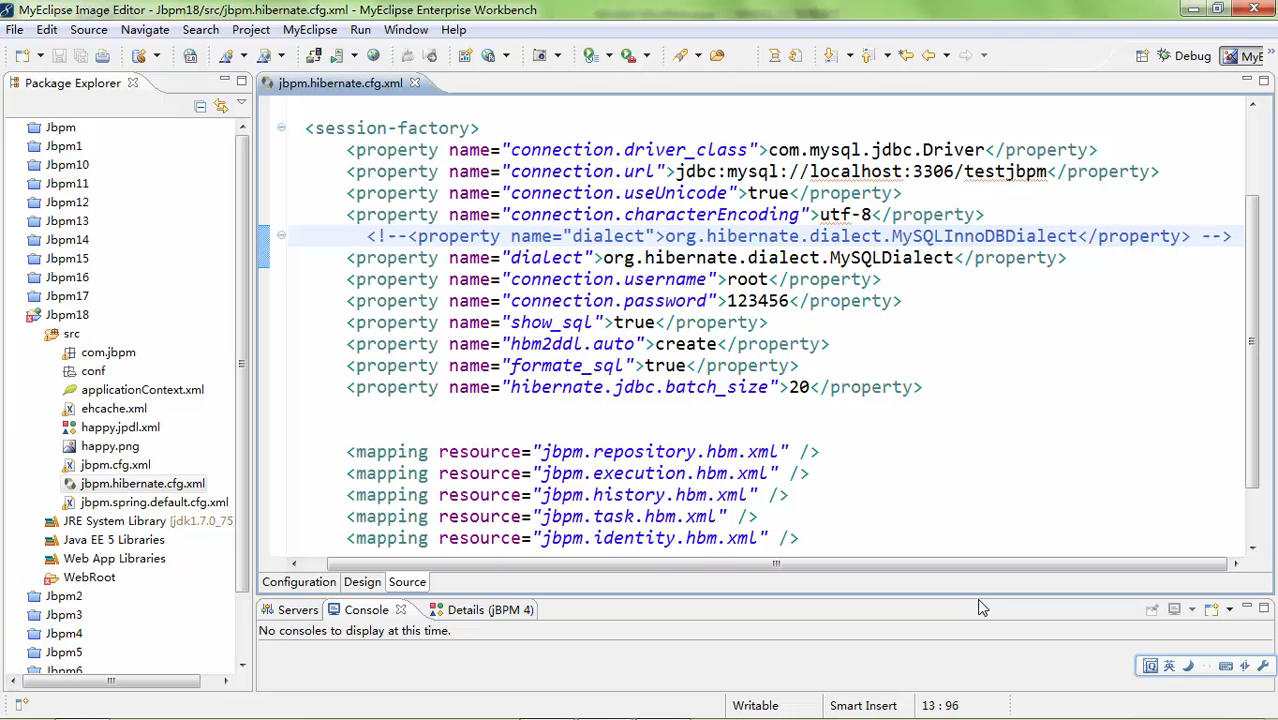 MyEclipse Image Editor - Jbpm18/src/jbpm.hibernate.cfg.xml - MyEclipse Enterprise Workbench
File Edit Source Navigate Search Project MyEclipse Run Window Help
Debug MyE
Package Explorer
Jbpm
Jbpm1
Jbpm10
Jbpm11
Jbpm12
Jbpm13
Jbpm14
Jbpm15
Jbpm16
Jbpm17
Jbpm18
src
com.jbpm
conf
applicationContext.xml
ehcache.xml
happy.jpdl.xml
happy.png
jbpm.cfg.xml
jbpm.hibernate.cfg.xml
jbpm.spring.default.cfg.xml
JRE System Library [jdk1.7.0_75
Java EE 5 Libraries
Web App Libraries
WebRoot
Jbpm2
Jbpm3
Jbpm4
Jbpm5
Jbpm6
jbpm.hibernate.cfg.xml
<session-factory>
<property name="connection.driver_class">com.mysql.jdbc.Driver</property>
<property name="connection.url">jdbc:mysql://localhost:3306/testjbpm</property>
<property name="connection.useUnicode">true</property>
<property name="connection.characterEncoding">utf-8</property>
<!--<property name="dialect">org.hibernate.dialect.MySQLInnoDBDialect</property> -->
<property name="dialect">org.hibernate.dialect.MySQLDialect</property>
<property name="connection.username">root</property>
<property name="connection.password">123456</property>
<property name="show_sql">true</property>
<property name="hbm2ddl.auto">create</property>
<property name="formate_sql">true</property>
<property name="hibernate.jdbc.batch_size">20</property>
<mapping resource="jbpm.repository.hbm.xml" />
<mapping resource="jbpm.execution.hbm.xml" />
<mapping resource="jbpm.history.hbm.xml" />
<mapping resource="jbpm.task.hbm.xml" />
<mapping resource="jbpm.identity.hbm.xml" />
Configuration Design Source
Servers Console Details (jBPM 4)
No consoles to display at this time.
英
Writable Smart Insert 13 : 96